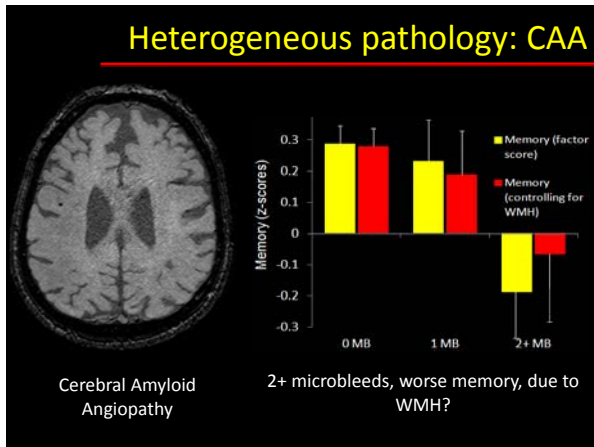 Heterogeneous pathology: CAA
Memory (z-scores)
0.3
0.2
0.1
0
-0.1
-0.2
-0.3
0 MB
1 MB
2+ MB
Memory (factor
score)
Memory
(controlling for
WMH)
Cerebral Amyloid
Angiopathy
2+ microbleeds, worse memory, due to
WMH?